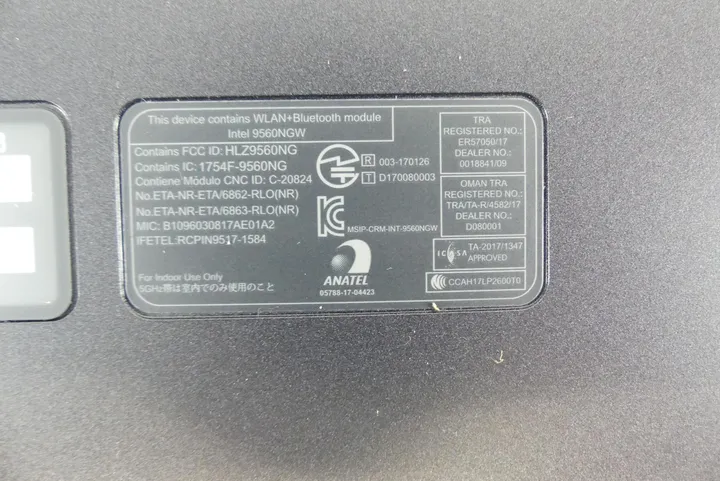 This device contains WLAN+Bluetooth module
Intel 9560NGW
Contains FCC ID: HLZ9560NG
Contains IC: 1754F-9560NG
Contiene Módulo CNC ID: C-20824
No.ETA-NR-ETA/6862-RLO(NR)
No.ETA-NR-ETA/6863-RLO(NR)
MIC: B1096030817AE01A2
IFETEL:RCPIN9517-1584
For Indoor Use Only
5GHz帯は室内でのみ使用のこと
R 003-170126
T D170080003
MSIP-CRM-INT-9560NGW
ANATEL
05788-17-04423
TRA
REGISTERED NO.:
ER57050/17
DEALER NO.:
0018841/09
OMAN TRA
REGISTERED NO.:
TRA/TA-R/4582/17
DEALER NO.:
D080001
ICASA
TA-2017/1347
APPROVED
CCAH17LP2600T0